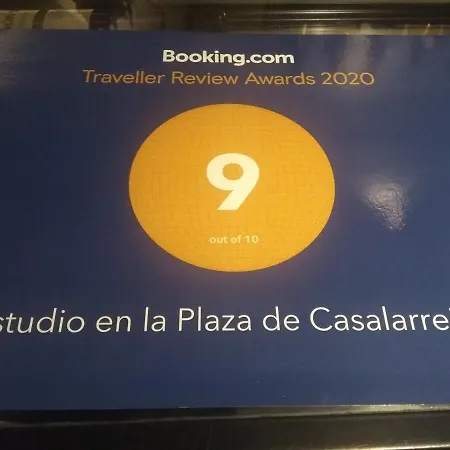 Booking.com
Traveller Review Awards 2020
9
out of 10
studio en la Plaza de Casalarre